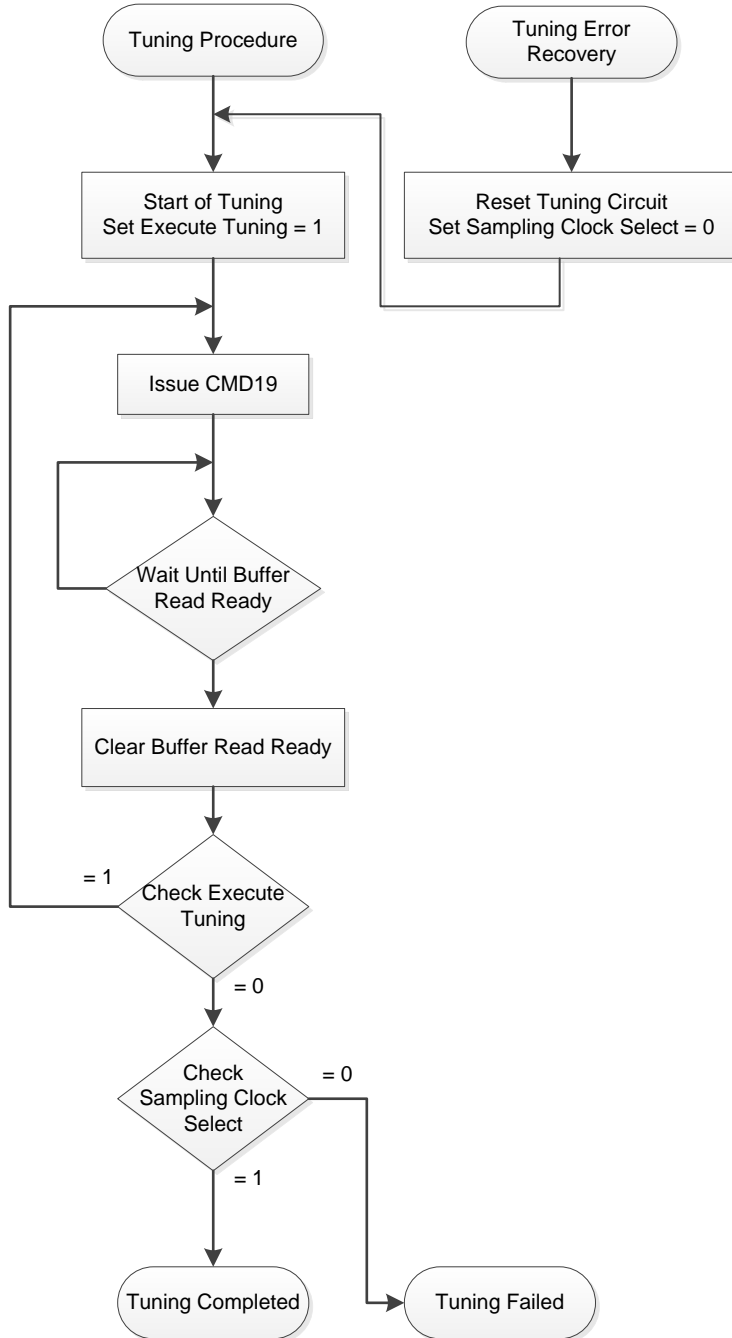 Tuning Procedure
Tuning Error
Recovery
Start of Tuning
Set Execute Tuning = 1
Reset Tuning Circuit
Set Sampling Clock Select = 0
Issue CMD19
Wait Until Buffer
Read Ready
Clear Buffer Read Ready
= 1
Check Execute
Tuning
= 0
Check
Sampling Clock
Select
= 0
= 1
Tuning Completed
Tuning Failed